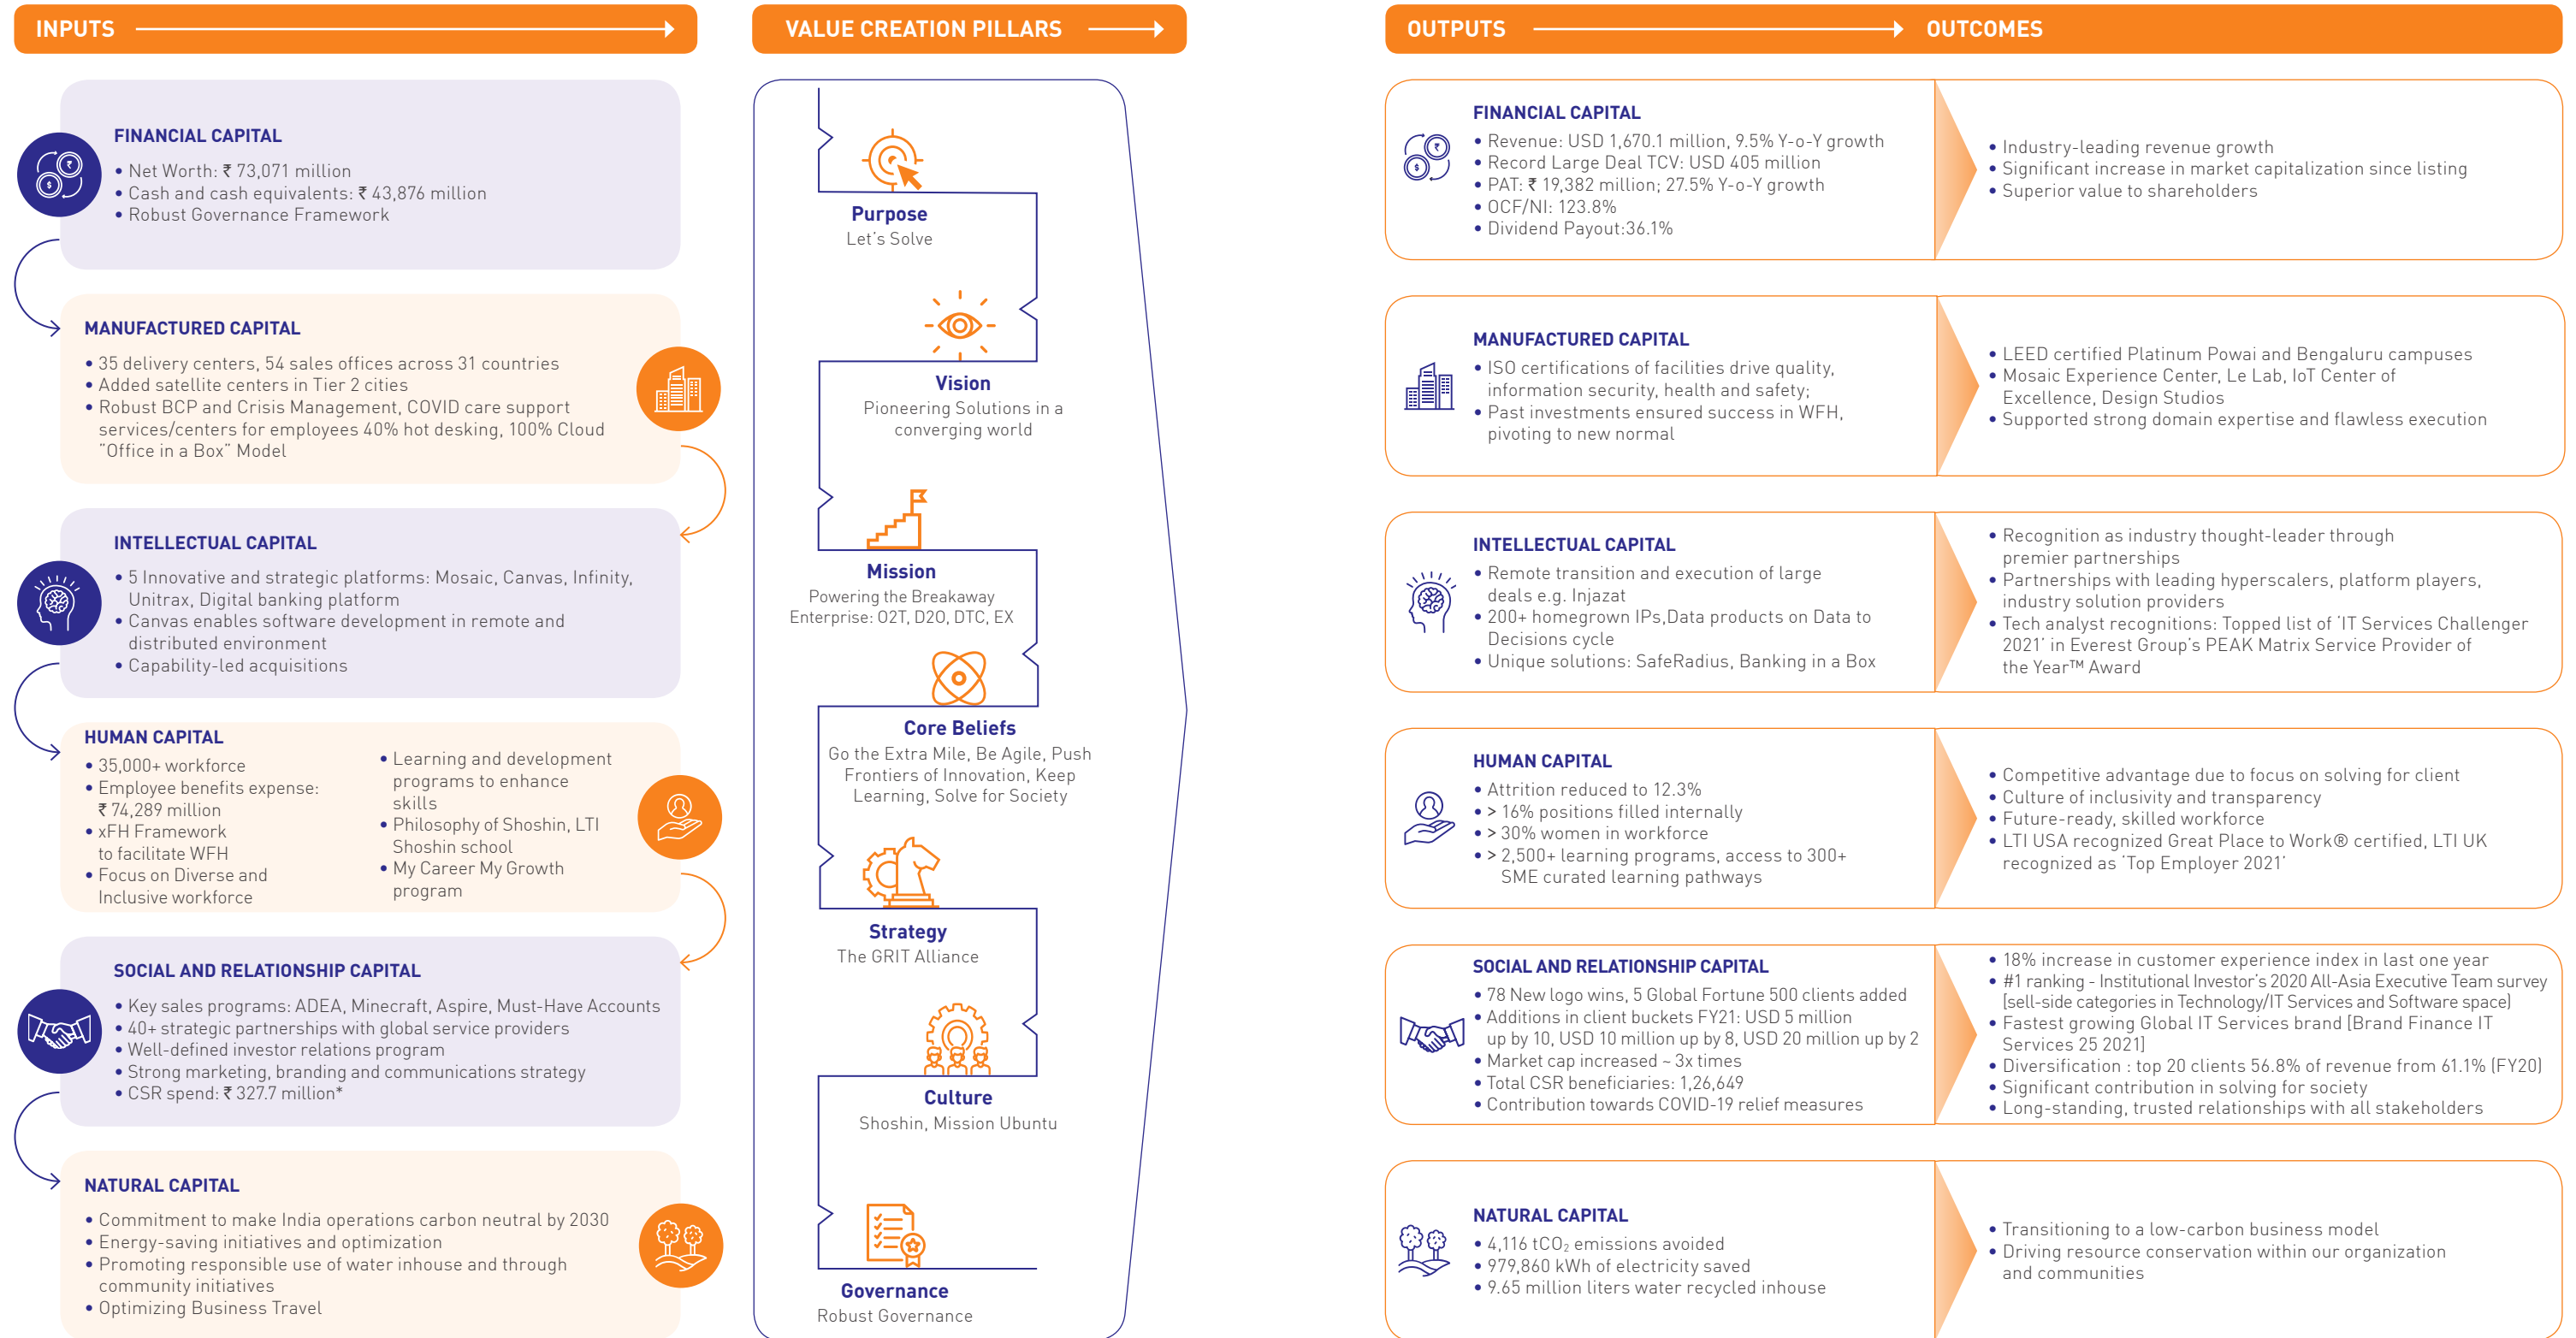 INPUTS
VALUE CREATION PILLARS
OUTPUTS
OUTCOMES
FINANCIAL CAPITAL
• Net Worth: ₹ 73,071 million
• Cash and cash equivalents: ₹ 43,876 million
• Robust Governance Framework
MANUFACTURED CAPITAL
• 35 delivery centers, 54 sales offices across 31 countries
• Added satellite centers in Tier 2 cities
• Robust BCP and Crisis Management, COVID care support
services/centers for employees 40% hot desking, 100% Cloud
"Office in a Box" Model
INTELLECTUAL CAPITAL
• 5 Innovative and strategic platforms: Mosaic, Canvas, Infinity,
Unitrax, Digital banking platform
• Canvas enables software development in remote and
distributed environment
• Capability-led acquisitions
HUMAN CAPITAL
• 35,000+ workforce
• Employee benefits expense:
₹ 74,289 million
• xFH Framework
to facilitate WFH
• Focus on Diverse and
Inclusive workforce
• Learning and development
programs to enhance
skills
• Philosophy of Shoshin, LTI
Shoshin school
• My Career My Growth
program
SOCIAL AND RELATIONSHIP CAPITAL
• Key sales programs: ADEA, Minecraft, Aspire, Must-Have Accounts
• 40+ strategic partnerships with global service providers
• Well-defined investor relations program
• Strong marketing, branding and communications strategy
• CSR spend: ₹ 327.7 million*
NATURAL CAPITAL
• Commitment to make India operations carbon neutral by 2030
• Energy-saving initiatives and optimization
• Promoting responsible use of water inhouse and through
community initiatives
• Optimizing Business Travel
Purpose
Let's Solve
Vision
Pioneering Solutions in a
converging world
Mission
Powering the Breakaway
Enterprise: O2T, D2O, DTC, EX
Core Beliefs
Go the Extra Mile, Be Agile, Push
Frontiers of Innovation, Keep
Learning, Solve for Society
Strategy
The GRIT Alliance
Culture
Shoshin, Mission Ubuntu
Governance
Robust Governance
FINANCIAL CAPITAL
• Revenue: USD 1,670.1 million, 9.5% Y-o-Y growth
• Record Large Deal TCV: USD 405 million
• PAT: ₹ 19,382 million; 27.5% Y-o-Y growth
• OCF/NI: 123.8%
• Dividend Payout:36.1%
• Industry-leading revenue growth
• Significant increase in market capitalization since listing
• Superior value to shareholders
MANUFACTURED CAPITAL
• ISO certifications of facilities drive quality,
information security, health and safety;
• Past investments ensured success in WFH,
pivoting to new normal
• LEED certified Platinum Powai and Bengaluru campuses
• Mosaic Experience Center, Le Lab, IoT Center of
Excellence, Design Studios
• Supported strong domain expertise and flawless execution
INTELLECTUAL CAPITAL
• Remote transition and execution of large
deals e.g. Injazat
• 200+ homegrown IPs,Data products on Data to
Decisions cycle
• Unique solutions: SafeRadius, Banking in a Box
• Recognition as industry thought-leader through
premier partnerships
• Partnerships with leading hyperscalers, platform players,
industry solution providers
• Tech analyst recognitions: Topped list of 'IT Services Challenger
2021' in Everest Group's PEAK Matrix Service Provider of
the Year™ Award
HUMAN CAPITAL
• Attrition reduced to 12.3%
• > 16% positions filled internally
• > 30% women in workforce
• > 2,500+ learning programs, access to 300+
SME curated learning pathways
• Competitive advantage due to focus on solving for client
• Culture of inclusivity and transparency
• Future-ready, skilled workforce
• LTI USA recognized Great Place to Work® certified, LTI UK
recognized as 'Top Employer 2021'
SOCIAL AND RELATIONSHIP CAPITAL
• 78 New logo wins, 5 Global Fortune 500 clients added
• Additions in client buckets FY21: USD 5 million
up by 10, USD 10 million up by 8, USD 20 million up by 2
• Market cap increased ~ 3x times
• Total CSR beneficiaries: 1,26,649
• Contribution towards COVID-19 relief measures
• 18% increase in customer experience index in last one year
• #1 ranking - Institutional Investor's 2020 All-Asia Executive Team survey
[sell-side categories in Technology/IT Services and Software space)
• Fastest growing Global IT Services brand [Brand Finance IT
Services 25 2021]
• Diversification : top 20 clients 56.8% of revenue from 61.1% (FY20)
• Significant contribution in solving for society
• Long-standing, trusted relationships with all stakeholders
NATURAL CAPITAL
• 4,116 tCO₂ emissions avoided
• 979,860 kWh of electricity saved
• 9.65 million liters water recycled inhouse
• Transitioning to a low-carbon business model
• Driving resource conservation within our organization
and communities